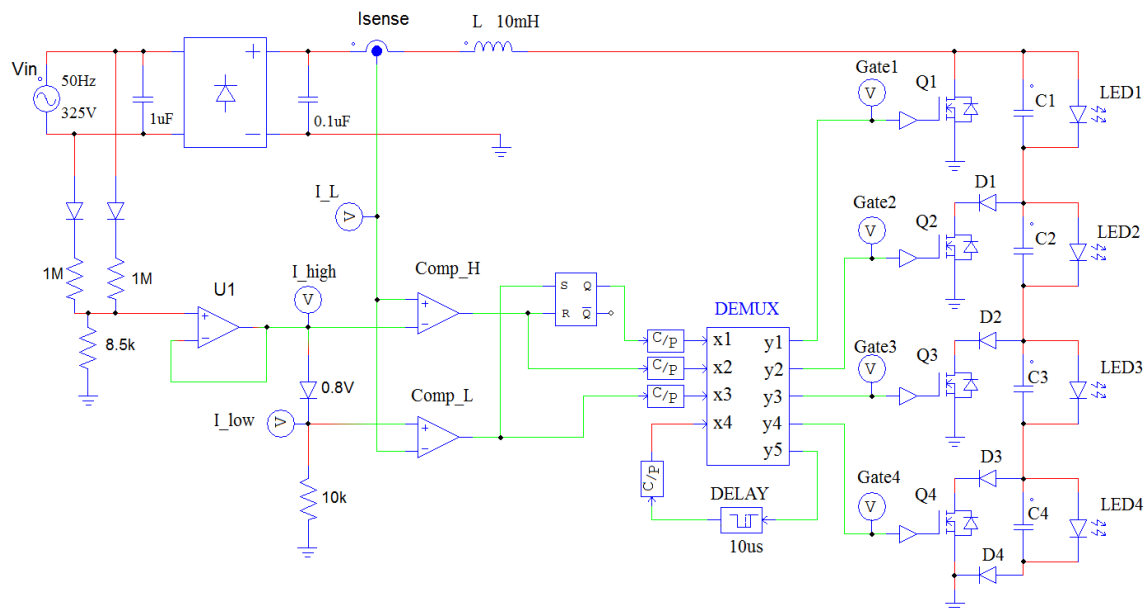 Isense
L 10mH
Vin
50Hz
325V
1uF
0.1uF
Gate1
V
Q1
C1
LED1
I_L
V
1M
1M
U1
8.5k
I_high
V
0.8V
I_low
V
10k
Comp_H
Comp_L
S Q
R Q
C/P
C/P
C/P
C/P
DEMUX
x1 y1
x2 y2
x3 y3
x4 y4
y5
DELAY
10us
Gate2
V
Q2
D1
C2
LED2
Gate3
V
Q3
D2
C3
LED3
Gate4
V
Q4
D3
C4
LED4
D4